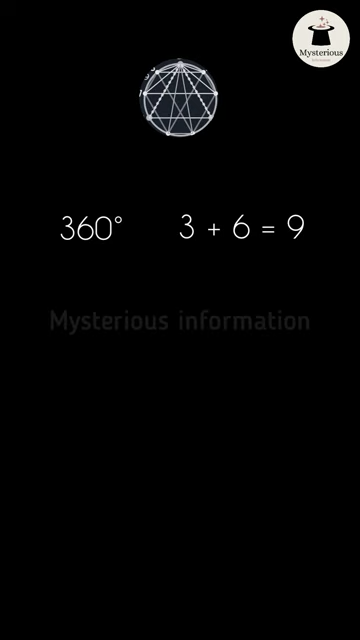 Mysterious
360° 3 + 6 = 9
Mysterious information